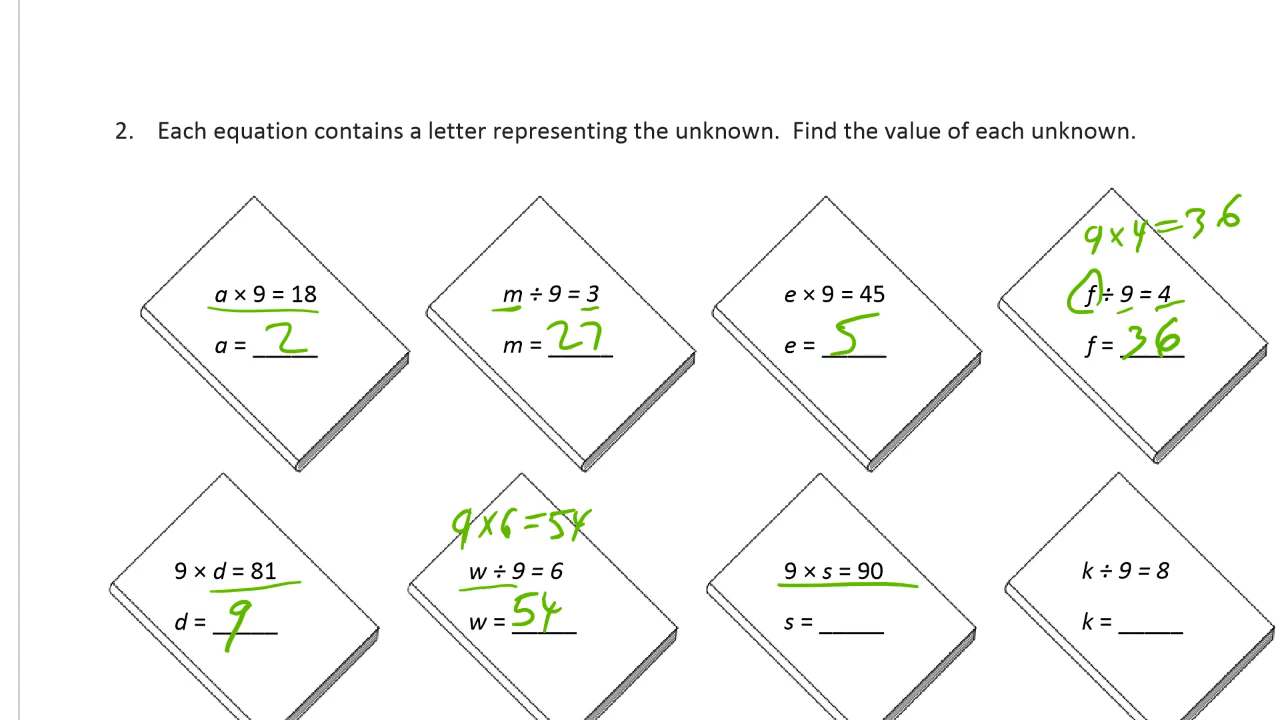 2. Each equation contains a letter representing the unknown. Find the value of each unknown.
9 × 4 = 36
a × 9 = 18
m ÷ 9 = 3
e × 9 = 45
f ÷ 9 = 4
a = 2
m = 27
e = 5
f = 36
9 × 6 = 54
9 × d = 81
w ÷ 9 = 6
9 × s = 90
k ÷ 9 = 8
d = 9
w = 54
s = _____
k = _____